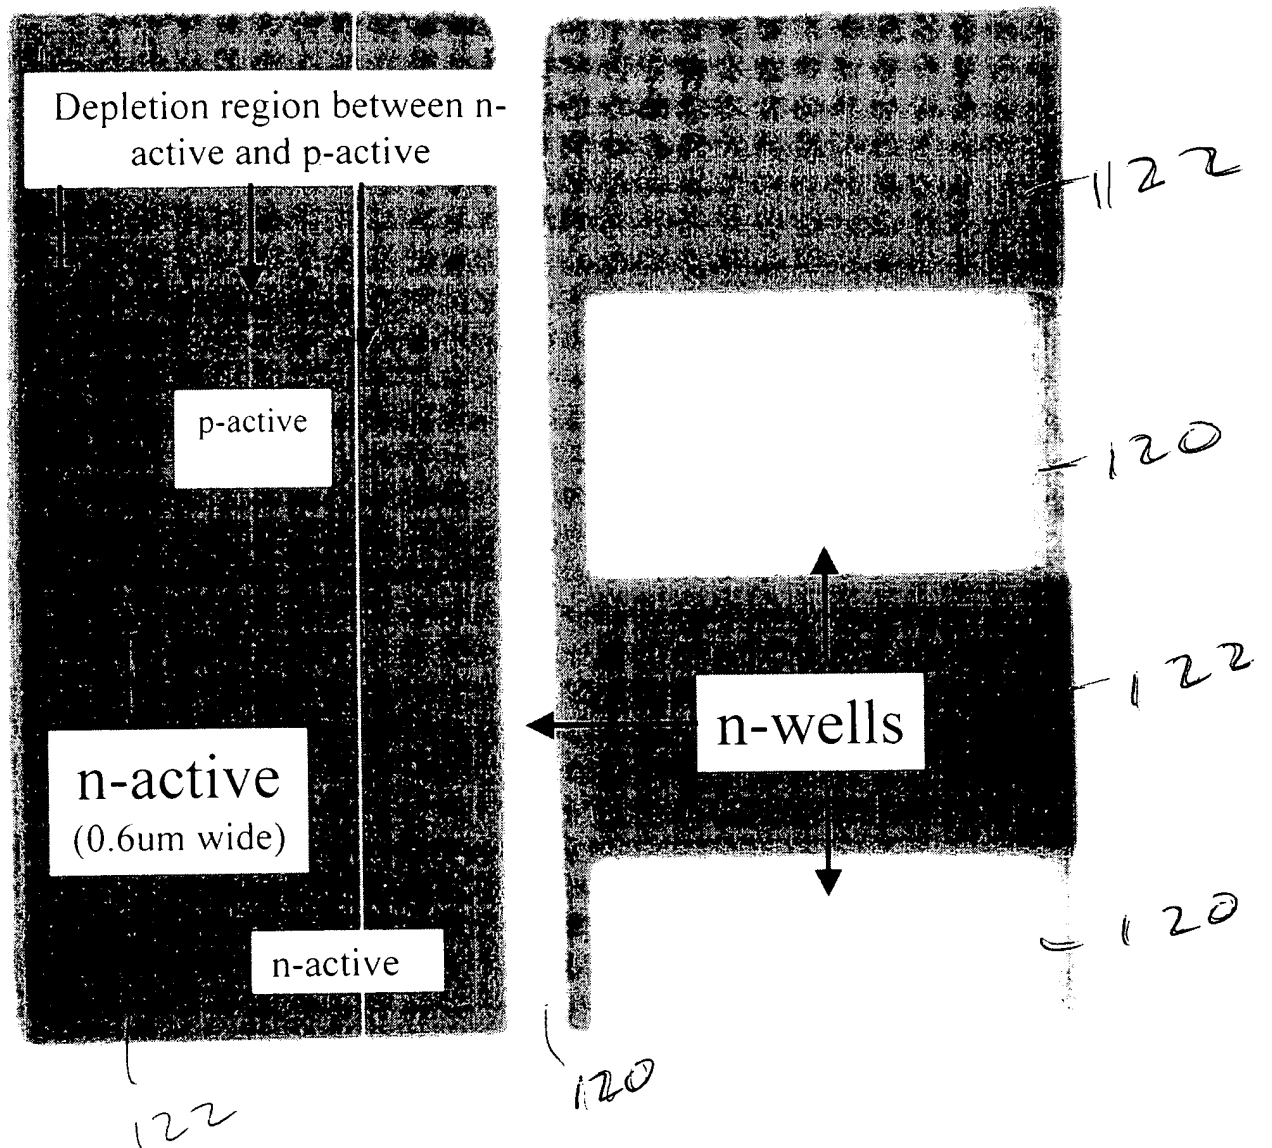 Depletion region between n-
active and p-active
122
p-active
120
122
n-wells
n-active
(0.6um wide)
120
n-active
120
122